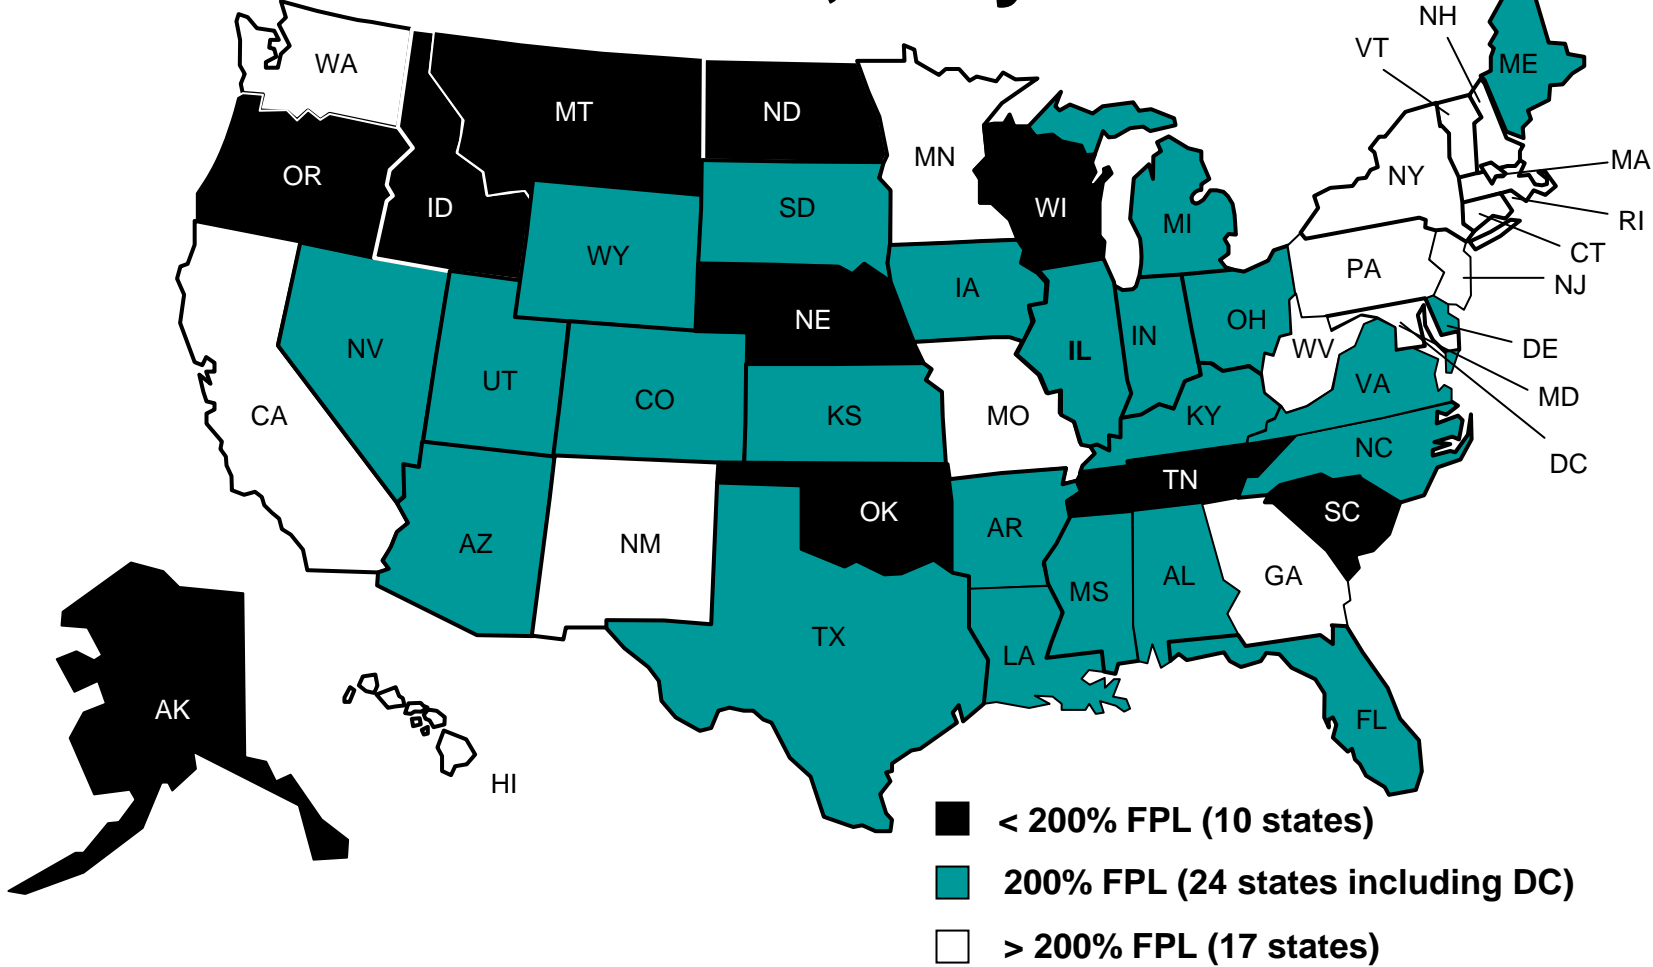 NH
VT
ME
WA
MT
ND
MN
MA
OR
NY
ID
SD
WI
RI
MI
WY
CT
PA
NJ
IA
NE
OH
IN
DE
NV
IL
WV
UT
VA
MD
CO
KS
MO
KY
CA
NC
DC
TN
OK
SC
AR
AZ
NM
AL
GA
MS
TX
LA
AK
FL
HI
< 200% FPL (10 states)
200% FPL (24 states including DC)
> 200% FPL (17 states)